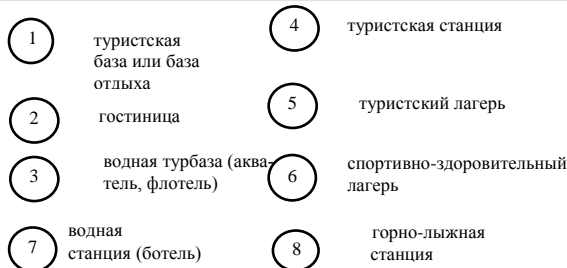 1
туристская
база или база
отдыха
4
туристская станция
2
гостиница
5
туристский лагерь
3
водная турбаза (аква-
тель, флотель)
6
спортивно-здоровительный
лагерь
7
водная
станция (ботель)
8
горно-лыжная
станция